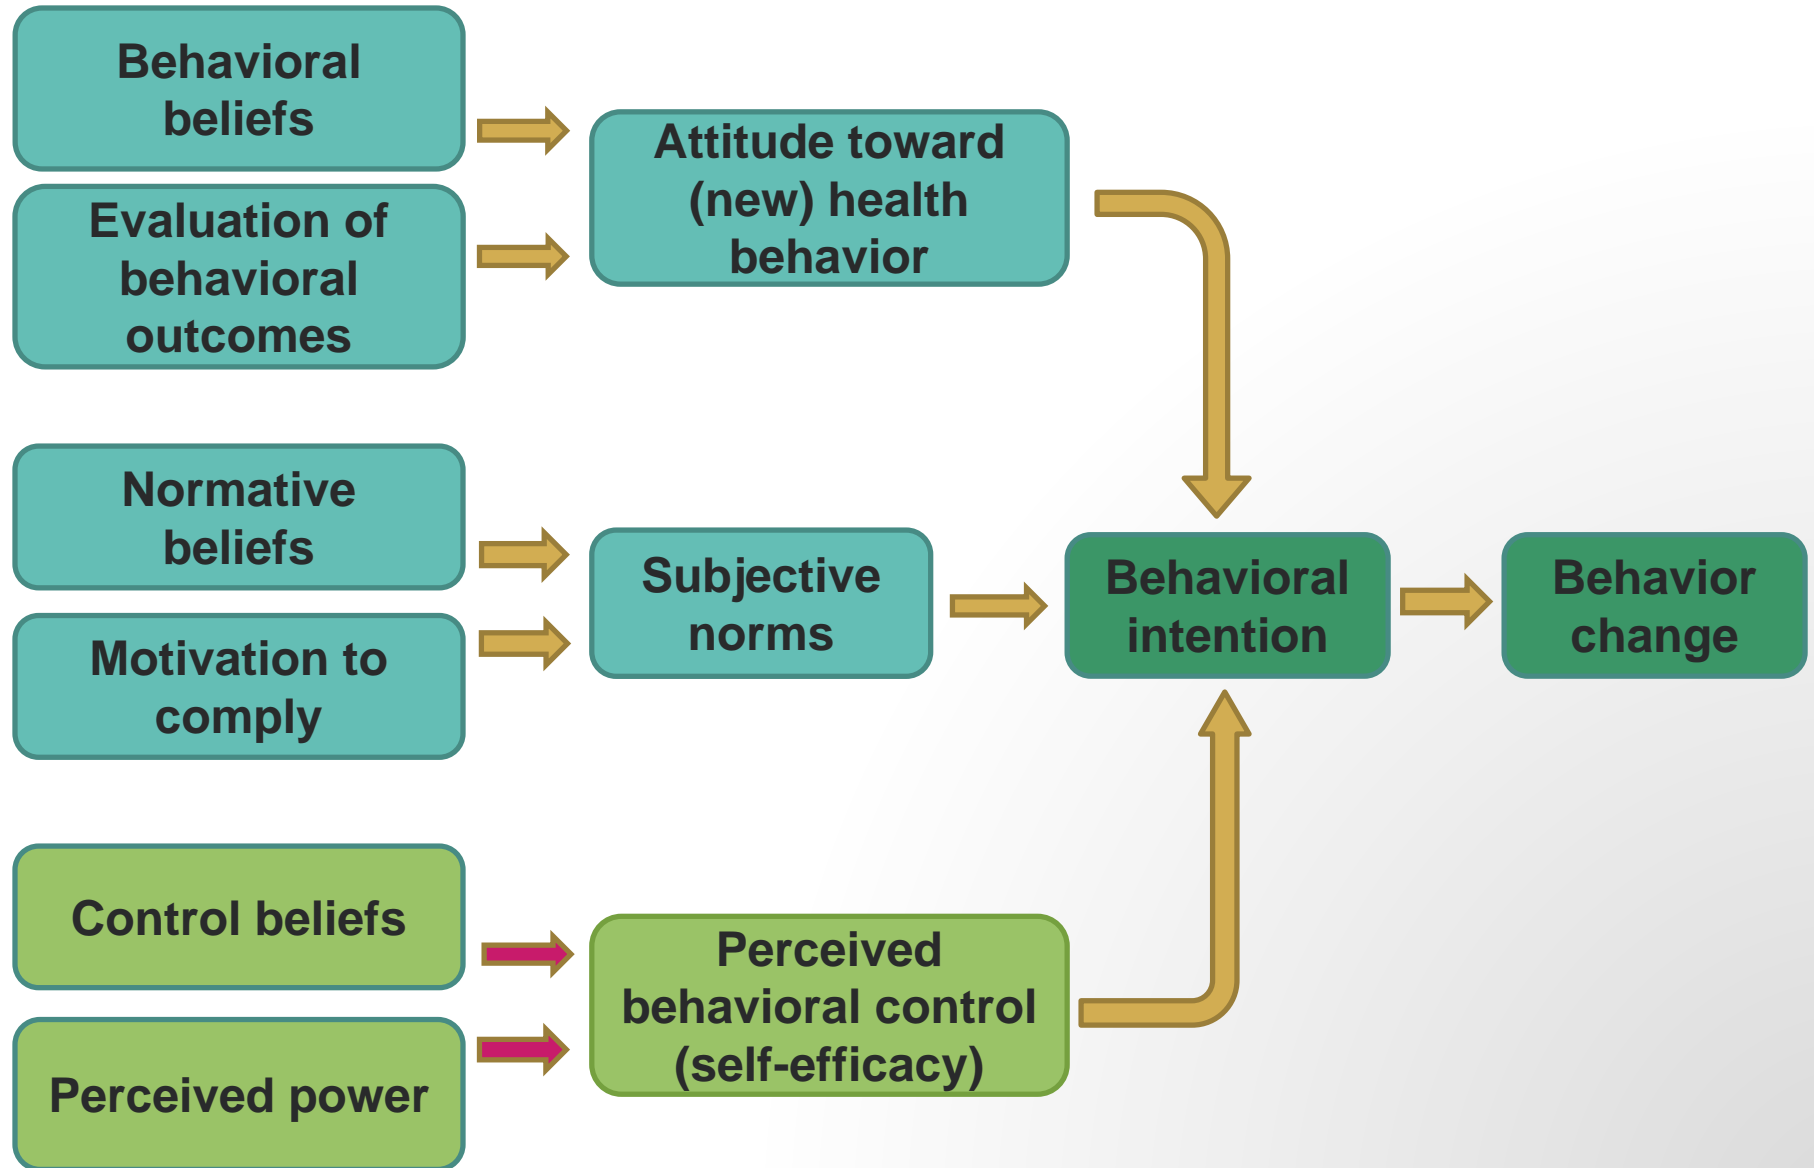 Behavioral
beliefs
Evaluation of
behavioral
outcomes
Attitude toward
(new) health
behavior
Normative
beliefs
Motivation to
comply
Subjective
norms
Behavioral
intention
Behavior
change
Control beliefs
Perceived power
Perceived
behavioral control
(self-efficacy)